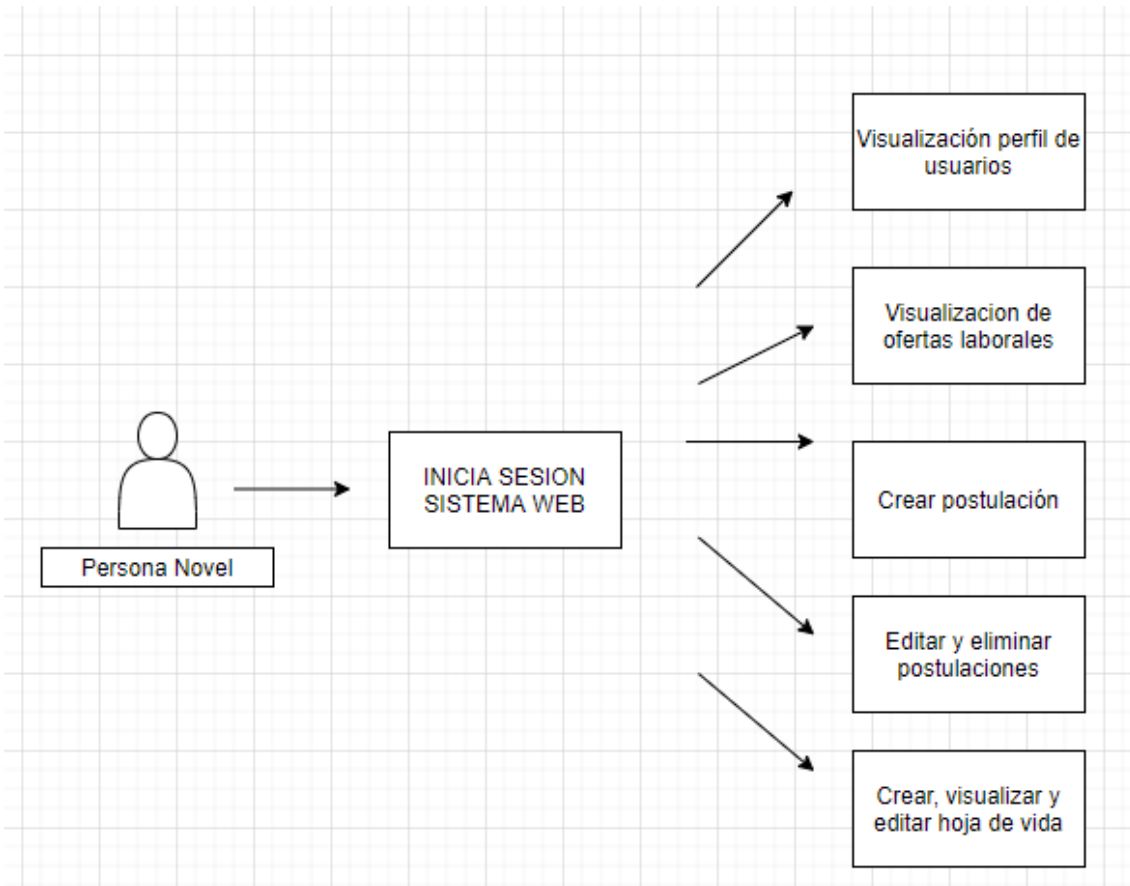 Visualización perfil de
usuarios
Visualizacion de
ofertas laborales
INICIA SESION
SISTEMA WEB
Crear postulación
Persona Novel
Editar y eliminar
postulaciones
Crear, visualizar y
editar hoja de vida